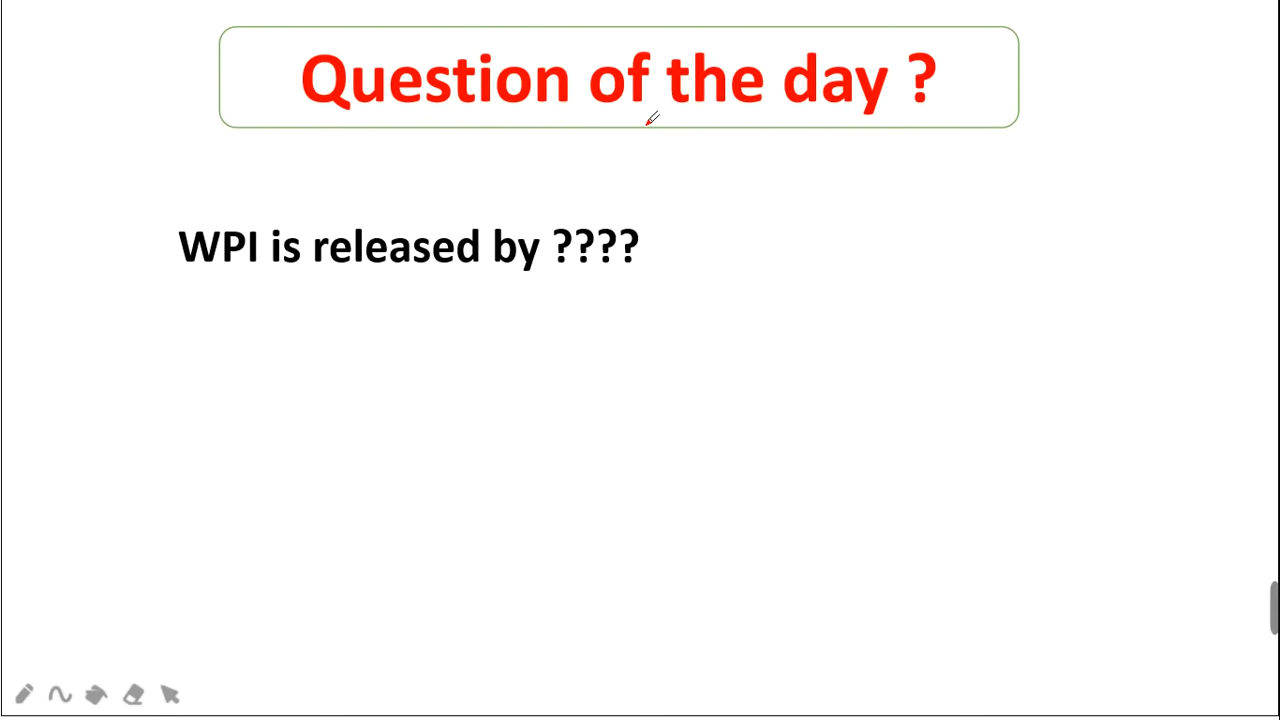 Question of the day ?
WPI is released by ????